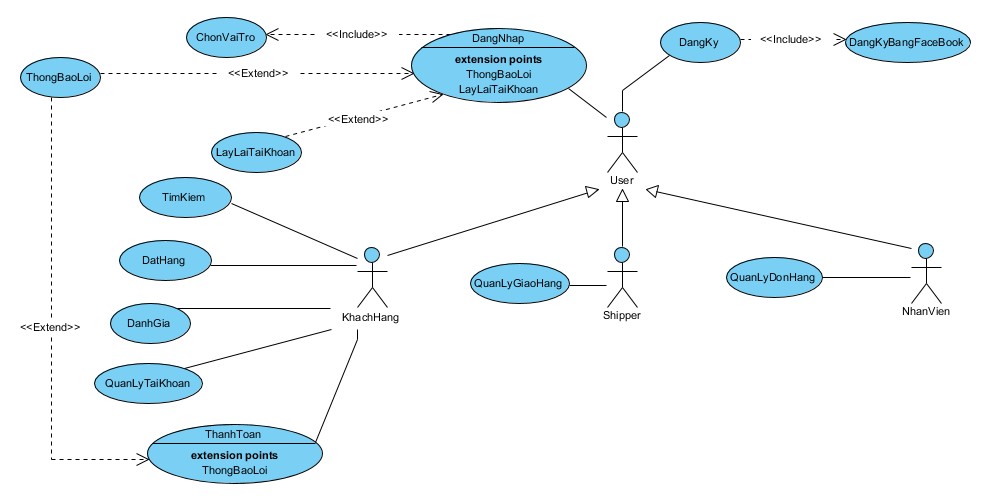 ChonVaiTro
<<Include>>
DangNhap
extension points
ThongBaoLoi
LayLaiTaiKhoan
DangKy
<<Include>>
DangKyBangFaceBook
ThongBaoLoi
<<Extend>>
<<Extend>>
LayLaiTaiKhoan
User
TimKiem
DatHang
KhachHang
QuanLyGiaoHang
Shipper
QuanLyDonHang
NhanVien
DanhGia
<<Extend>>
QuanLyTaiKhoan
ThanhToan
extension points
ThongBaoLoi